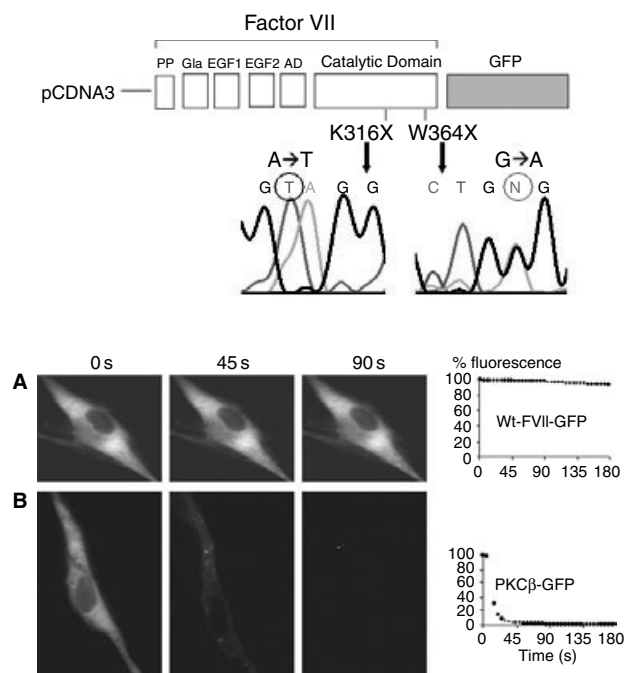 Factor VII
PP Gla EGF1 EGF2 AD Catalytic Domain GFP
pCDNA3
K316X W364X
A→T G→A
G T A G G C T G N G
0 s 45 s 90 s % fluorescence
A
100
80
60
40
20
0
Wt-FVII-GFP
0 45 90 135 180
B
100
80
60
40
20
0
PKCβ-GFP
0 45 90 135 180
Time (s)